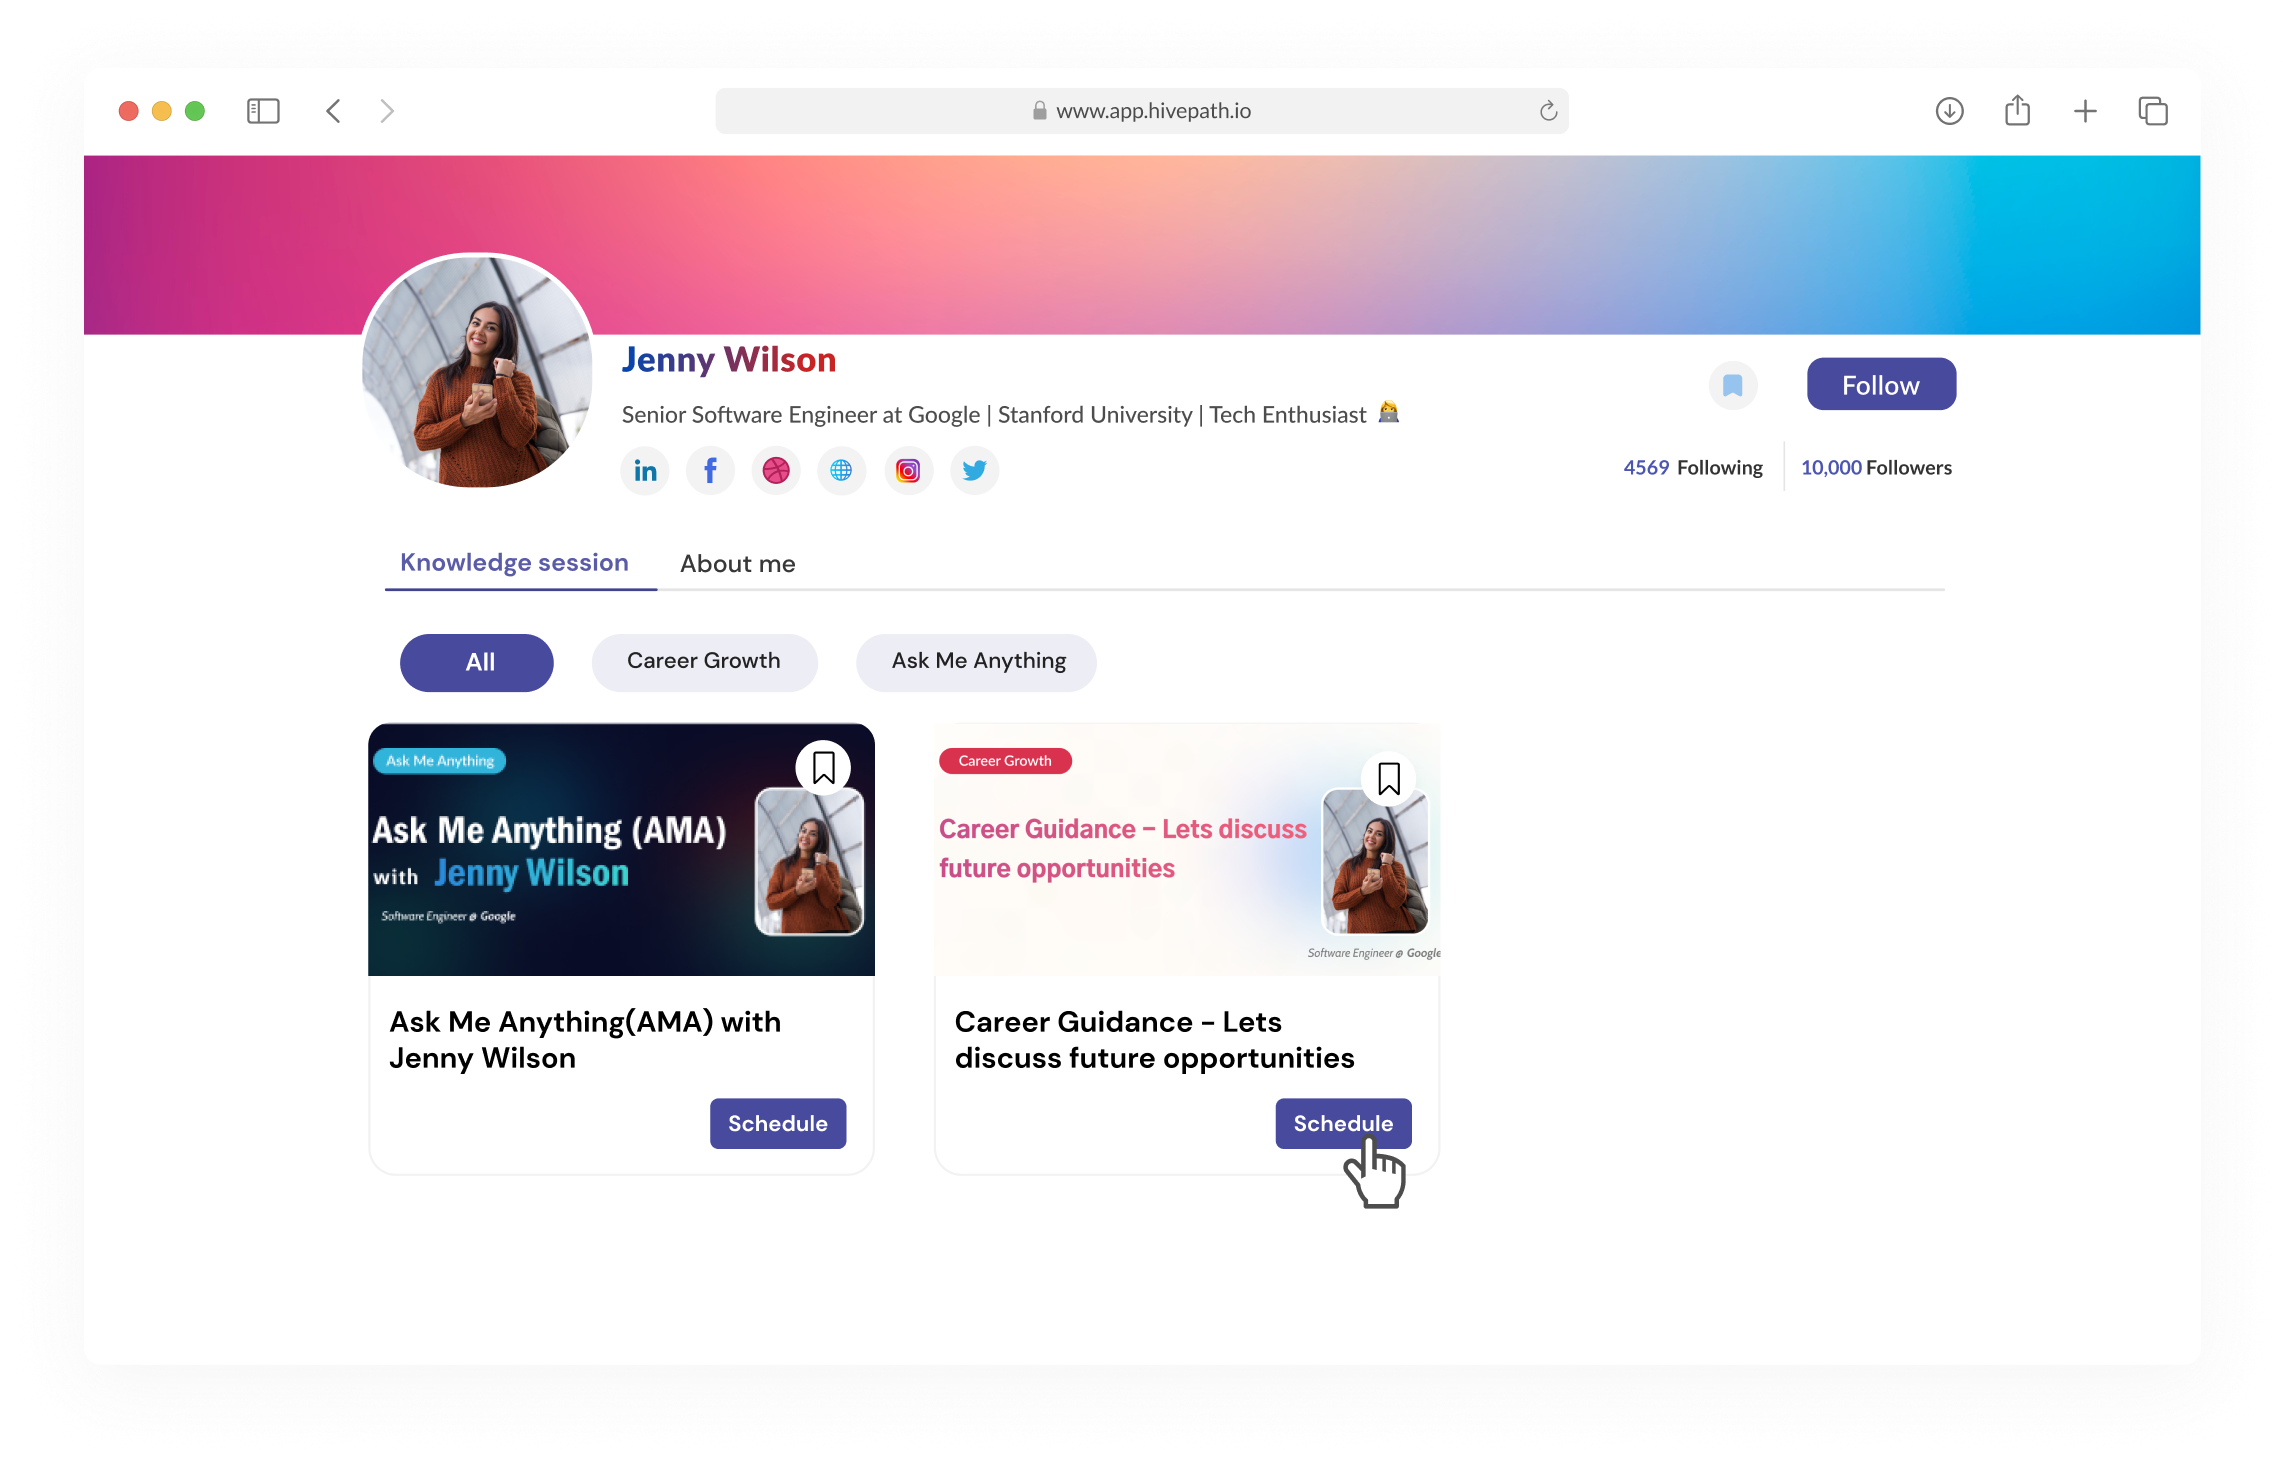 www.app.hivepath.io
Jenny Wilson
Senior Software Engineer at Google | Stanford University | Tech Enthusiast
Follow
in
f
4569 Following
10,000 Followers
Knowledge session
About me
All
Career Growth
Ask Me Anything
Ask Me Anything
Ask Me Anything (AMA)
with Jenny Wilson
Software Engineer @ Google
Career Growth
Career Guidance – Lets discuss
future opportunities
Software Engineer @ Google
Ask Me Anything(AMA) with
Jenny Wilson
Schedule
Career Guidance – Lets
discuss future opportunities
Schedule